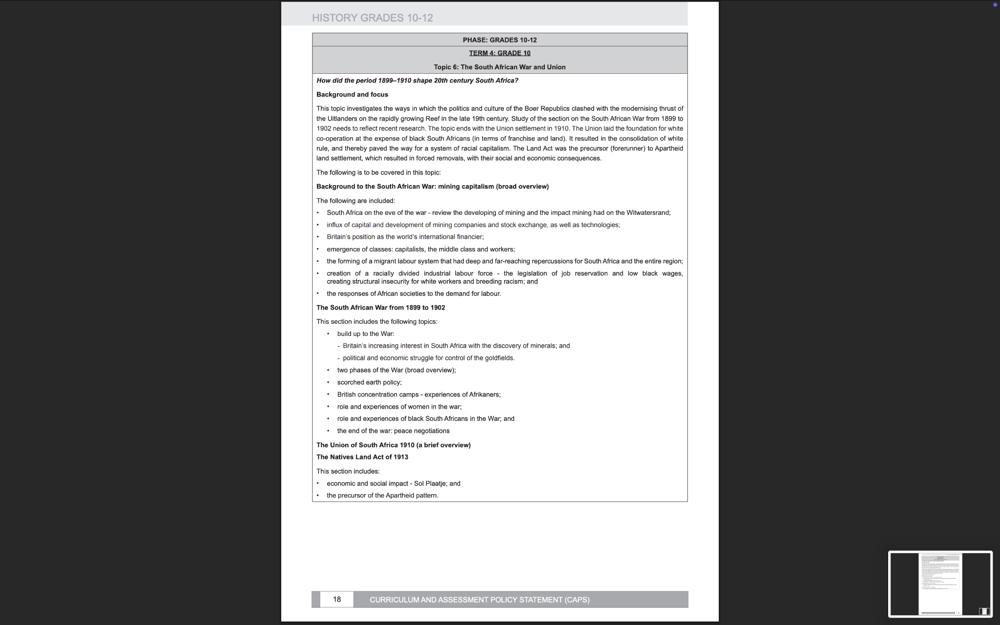 HISTORY GRADES 10-12
PHASE: GRADES 10-12
TERM 4: GRADE 10
Topic 6: The South African War and Union
How did the period 1899–1910 shape 20th century South Africa?
Background and focus
This topic investigates the ways in which the politics and culture of the Boer Republics clashed with the modernising thrust of
the Uitlanders on the rapidly growing Reef in the late 19th century. Study of the section on the South African War from 1899 to
1902 needs to reflect recent research. The topic ends with the Union settlement in 1910. The Union laid the foundation for white
co-operation at the expense of black South Africans (in terms of franchise and land). It resulted in the consolidation of white
rule, and thereby paved the way for a system of racial capitalism. The Land Act was the precursor (forerunner) to Apartheid
land settlement, which resulted in forced removals, with their social and economic consequences.
The following is to be covered in this topic:
Background to the South African War: mining capitalism (broad overview)
The following are included:
• South Africa on the eve of the war - review the developing of mining and the impact mining had on the Witwatersrand;
• influx of capital and development of mining companies and stock exchange, as well as technologies;
• Britain's position as the world's international financier;
• emergence of classes: capitalists, the middle class and workers;
• the forming of a migrant labour system that had deep and far-reaching repercussions for South Africa and the entire region;
• creation of a racially divided industrial labour force - the legislation of job reservation and low black wages,
creating structural insecurity for white workers and breeding racism; and
• the responses of African societies to the demand for labour.
The South African War from 1899 to 1902
This section includes the following topics:
• build up to the War:
- Britain's increasing interest in South Africa with the discovery of minerals; and
- political and economic struggle for control of the goldfields.
• two phases of the War (broad overview);
• scorched earth policy;
• British concentration camps - experiences of Afrikaners;
• role and experiences of women in the war;
• role and experiences of black South Africans in the War; and
• the end of the war: peace negotiations
The Union of South Africa 1910 (a brief overview)
The Natives Land Act of 1913
This section includes:
• economic and social impact - Sol Plaatje; and
• the precursor of the Apartheid pattern.
18 CURRICULUM AND ASSESSMENT POLICY STATEMENT (CAPS)